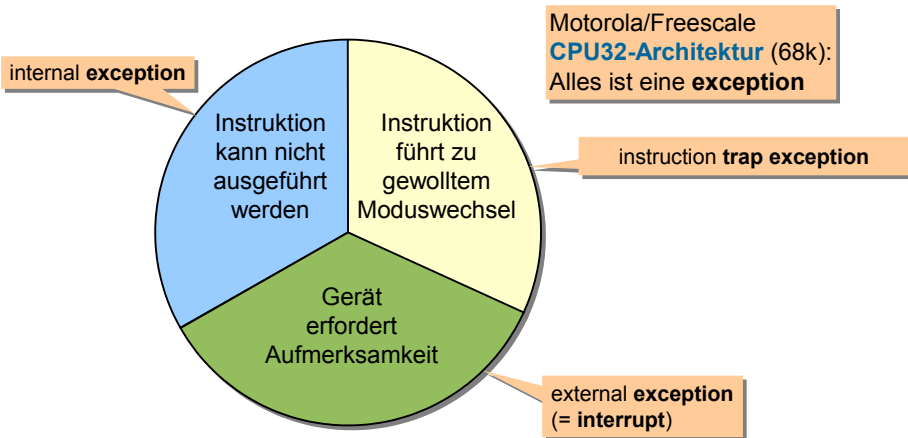 Motorola/Freescale
CPU32-Architektur (68k):
Alles ist eine exception
internal exception
Instruktion
kann nicht
ausgeführt
werden
Instruktion
führt zu
gewolltem
Moduswechsel
instruction trap exception
Gerät
erfordert
Aufmerksamkeit
external exception
(= interrupt)